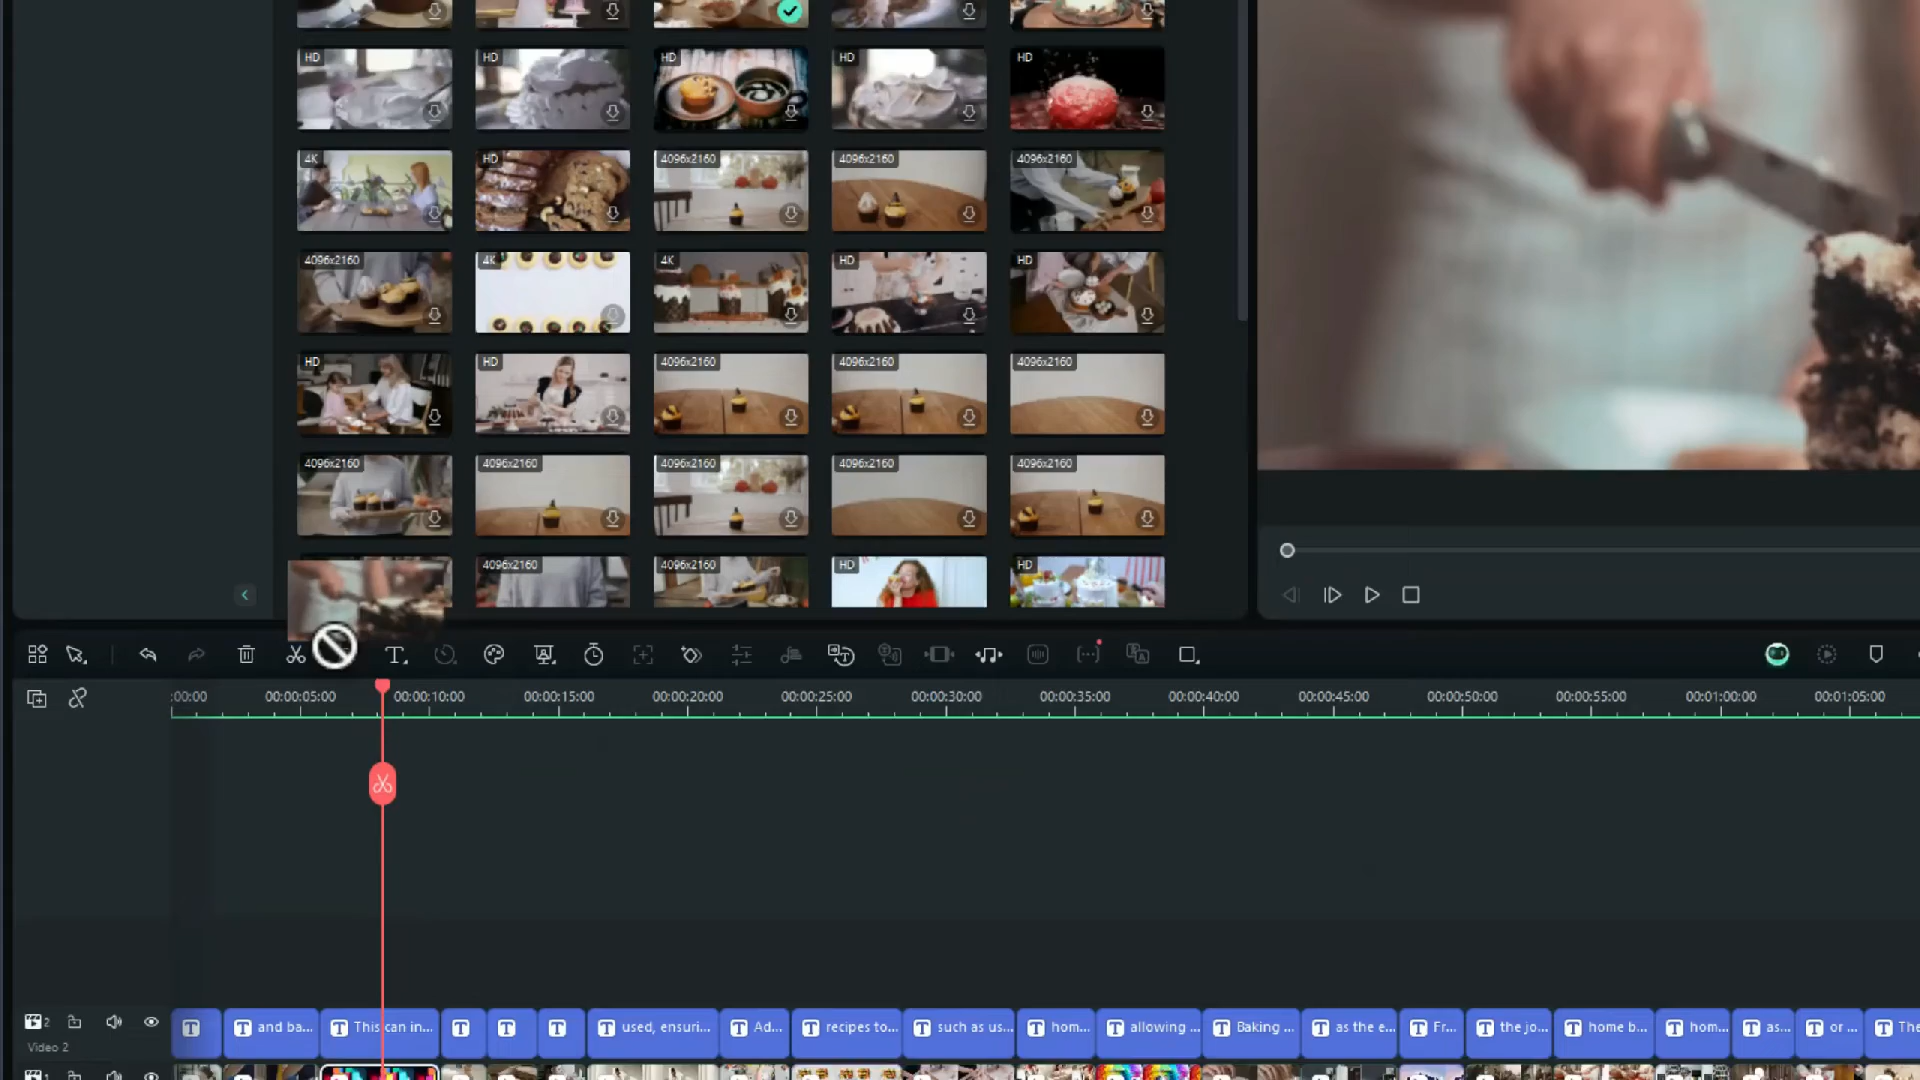 HD HD HD HD HD
4K HD 4096x2160 4096x2160 4096x2160
4096x2160 4K 4K HD HD
HD HD 4096x2160 4096x2160 4096x2160
4096x2160 4096x2160 4096x2160 4096x2160 4096x2160
4096x2160 HD HD
:00:00 00:00:05:00 00:00:10:00 00:00:15:00 00:00:20:00 00:00:25:00 00:00:30:00 00:00:35:00 00:00:40:00 00:00:45:00 00:00:50:00 00:00:55:00 00:01:00:00 00:01:05:00
2 T T and ba... T This can in... T T T T used, ensuri... T Ad... T recipes to... T such as us... T hom... T allowing ... T Baking ... T as the e... T Fr... T the jo... T home b... T hom... T as... T or ... T The
Video 2
1